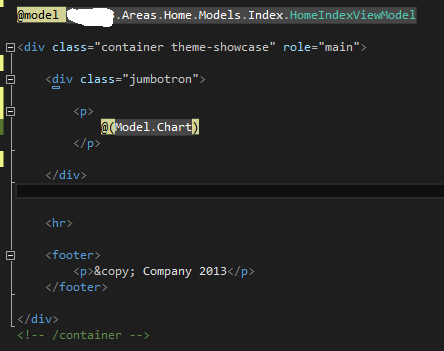 @model .Areas.Home.Models.Index.HomeIndexViewModel
<div class="container theme-showcase" role="main">
<div class="jumbotron">
<p>
@(Model.Chart)
</p>
</div>
<hr>
<footer>
<p>&copy; Company 2013</p>
</footer>
</div>
<!-- /container -->